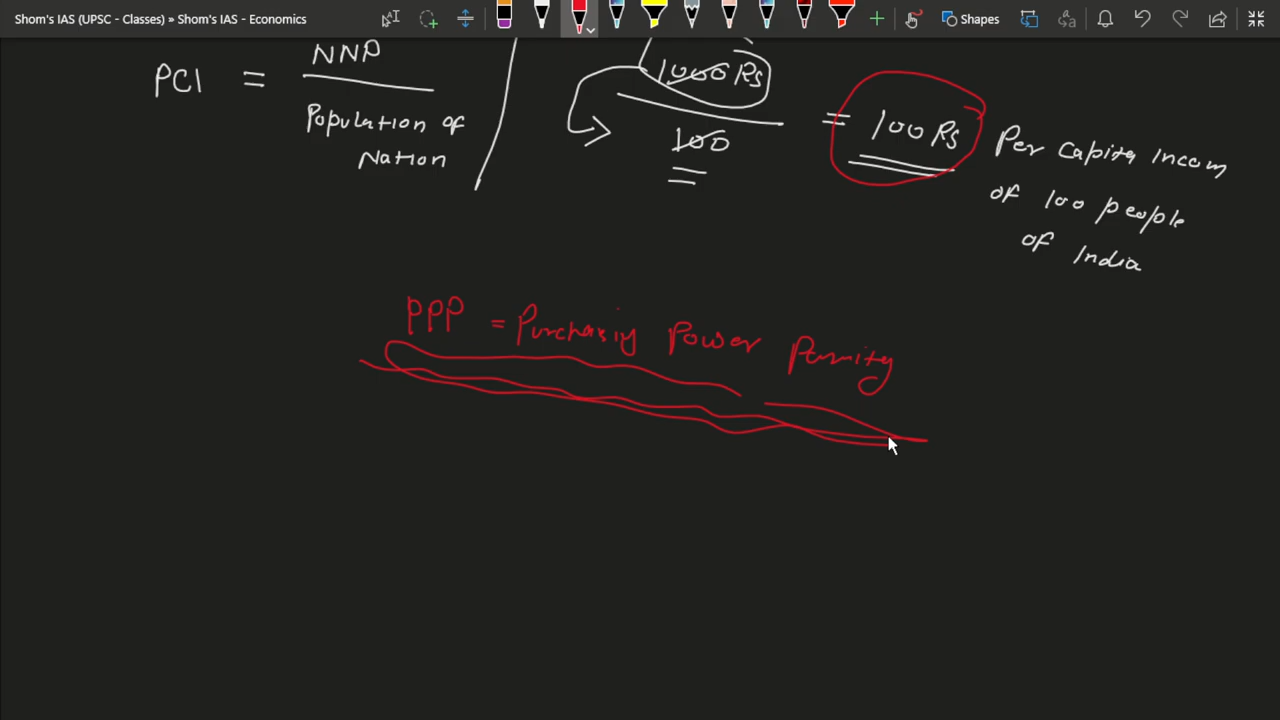 Shom's IAS (UPSC - Classes) » Shom's IAS - Economics
Shapes
PCI = NNP
Population of
Nation
1000 Rs
100
= 100 Rs
Per Capita Incom
of 100 people
of India
PPP = Purchasing Power Parrity